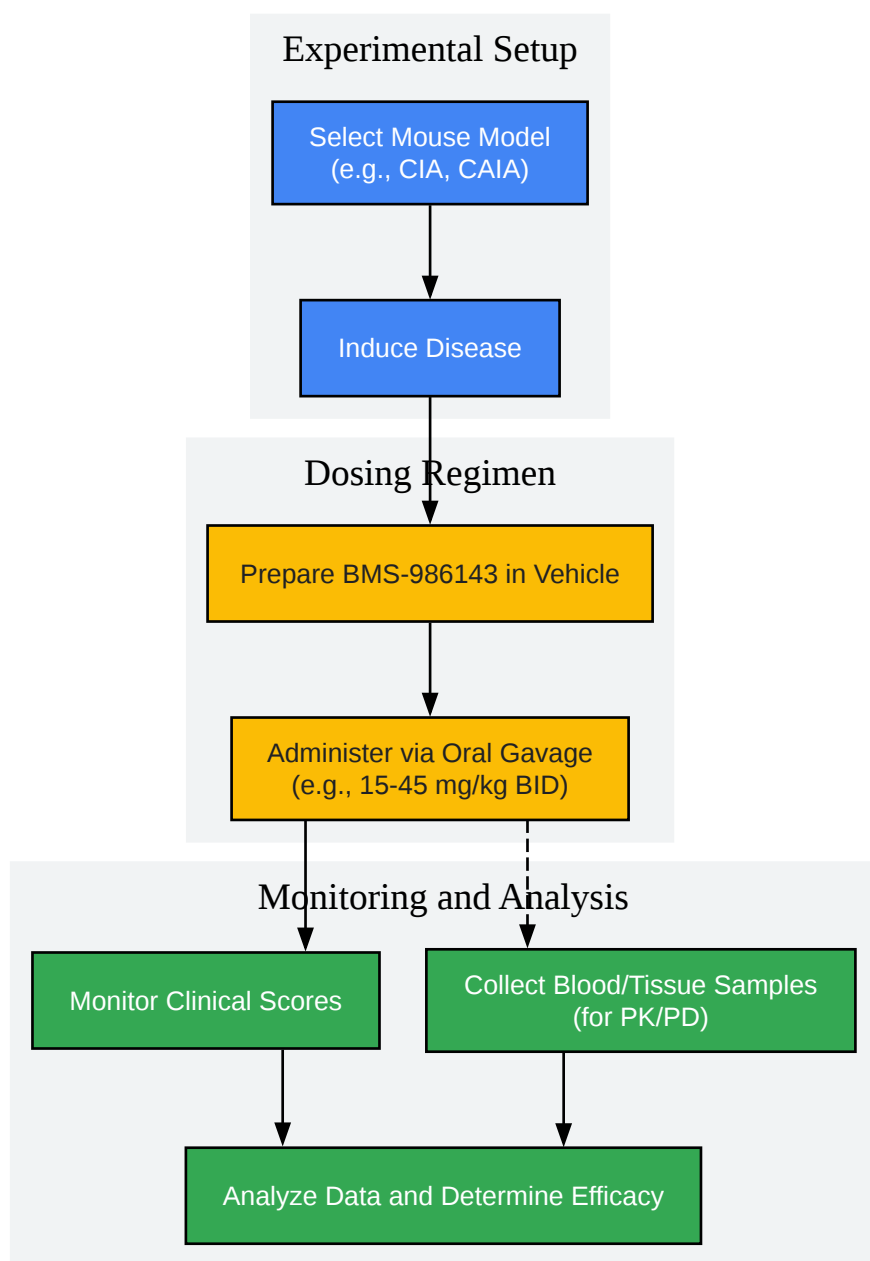 Experimental Setup
Select Mouse Model
(e.g., CIA, CAIA)
Induce Disease
Dosing Regimen
Prepare BMS-986143 in Vehicle
Administer via Oral Gavage
(e.g., 15-45 mg/kg BID)
Monitoring and Analysis
Monitor Clinical Scores
Collect Blood/Tissue Samples
(for PK/PD)
Analyze Data and Determine Efficacy